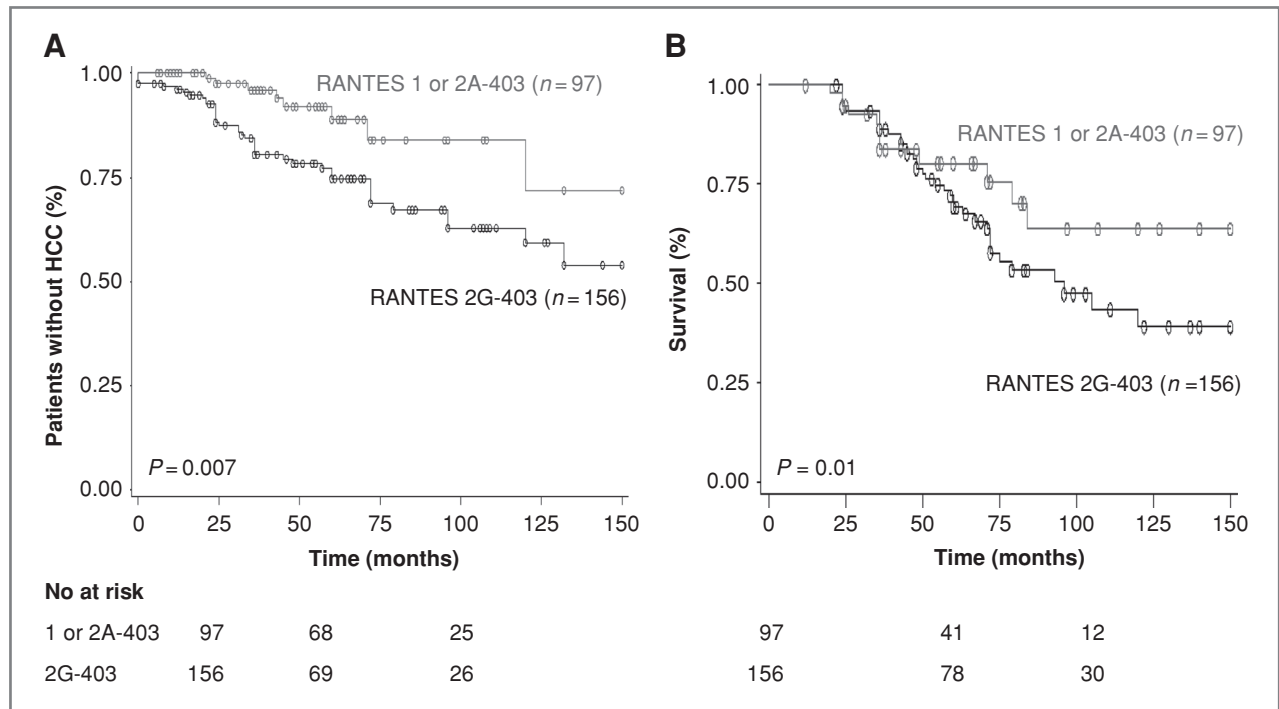 A
Patients without HCC (%)
1.00
0.75
0.50
0.25
0.00
RANTES 1 or 2A-403 (n = 97)
RANTES 2G-403 (n = 156)
P = 0.007
0 25 50 75 100 125 150
Time (months)
B
Survival (%)
1.00
0.75
0.50
0.25
0.00
RANTES 1 or 2A-403 (n = 97)
RANTES 2G-403 (n =156)
P = 0.01
0 25 50 75 100 125 150
Time (months)
No at risk
1 or 2A-403 97 68 25 97 41 12
2G-403 156 69 26 156 78 30